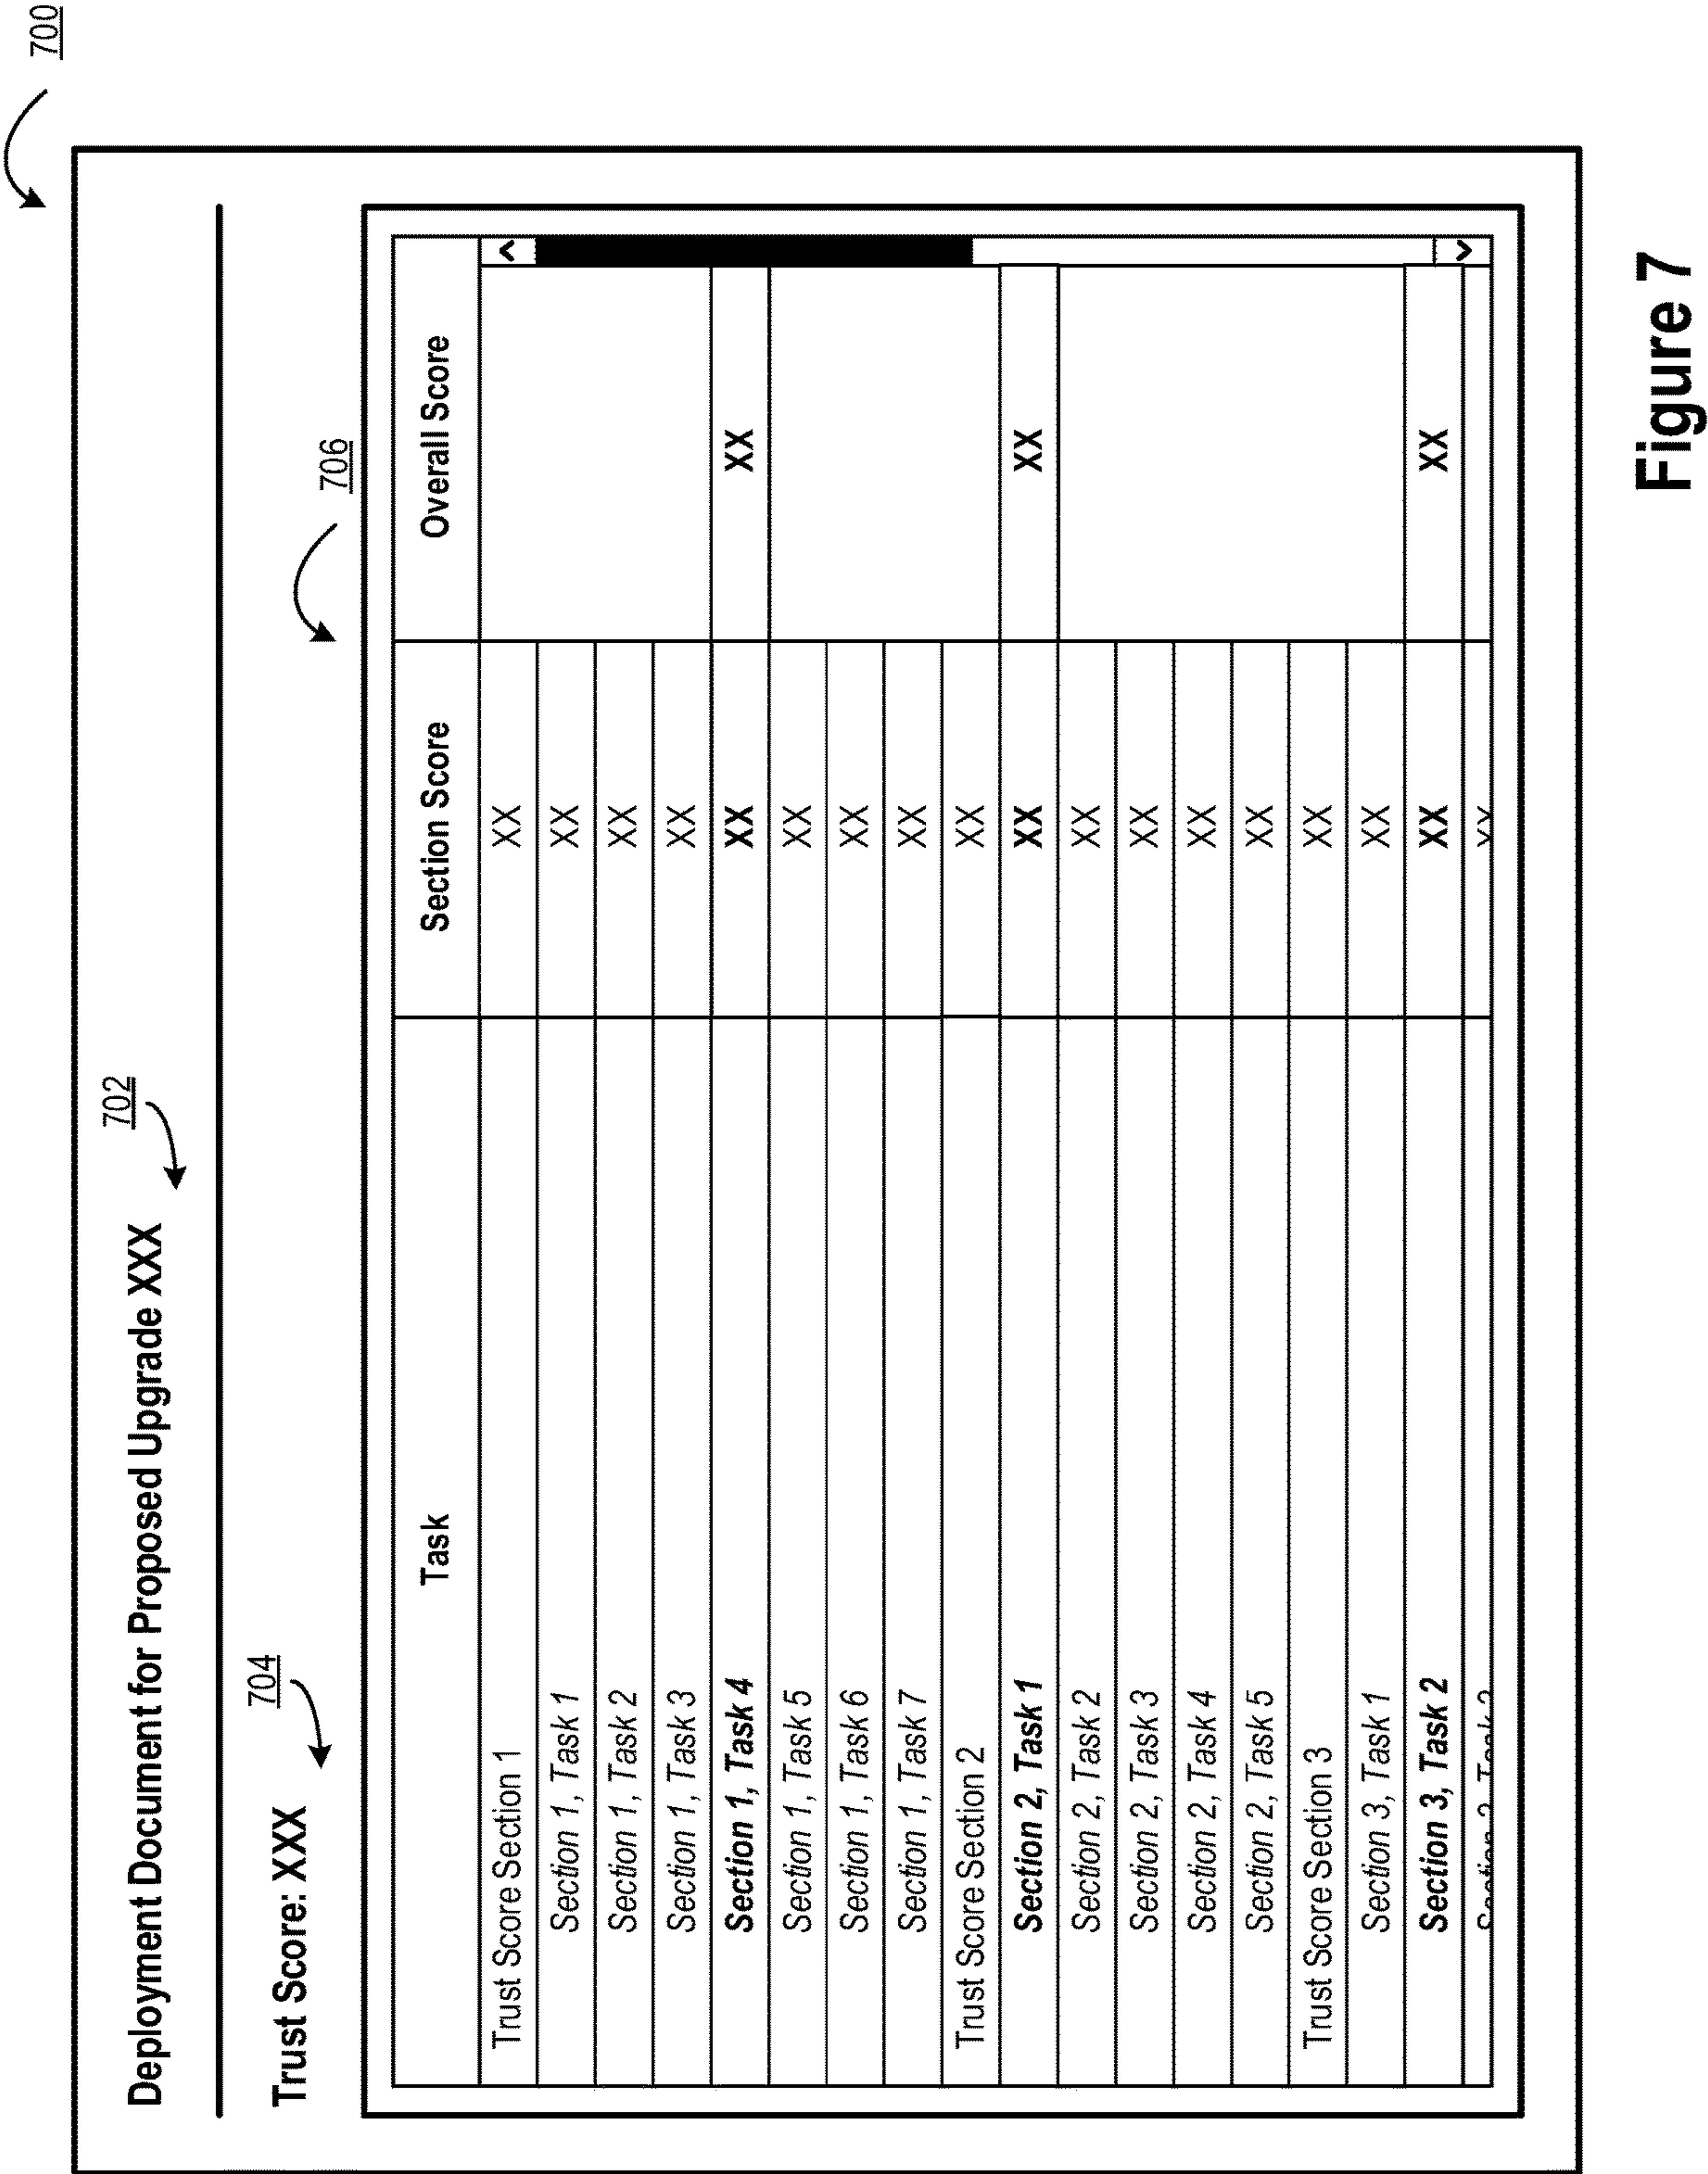 700
Deployment Document for Proposed Upgrade XXX
702
Trust Score: XXX
704
706
Task Section Score Overall Score
Trust Score Section 1 XX
Section 1, Task 1 XX
Section 1, Task 2 XX
Section 1, Task 3 XX
Section 1, Task 4 XX XX
Section 1, Task 5 XX
Section 1, Task 6 XX
Section 1, Task 7 XX
Trust Score Section 2 XX
Section 2, Task 1 XX XX
Section 2, Task 2 XX
Section 2, Task 3 XX
Section 2, Task 4 XX
Section 2, Task 5 XX
Trust Score Section 3 XX
Section 3, Task 1 XX
Section 3, Task 2 XX XX
Figure 7